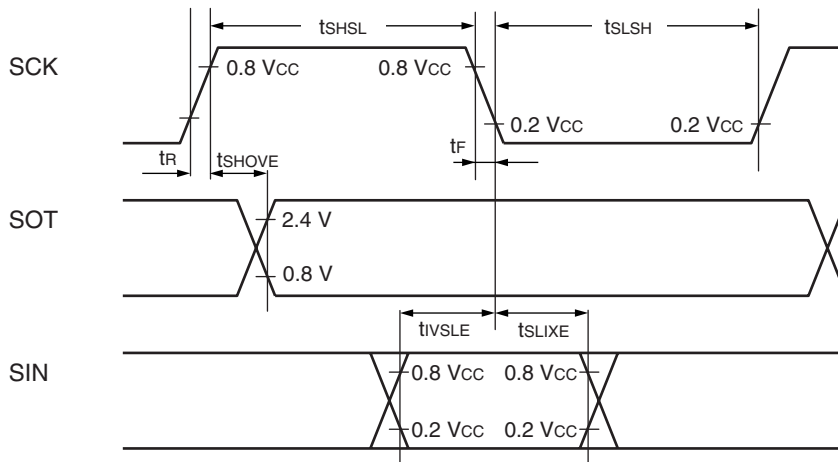 tSHSL
tSLSH
SCK
0.8 VCC
0.8 VCC
0.2 VCC
0.2 VCC
tR
tSHOVE
tF
SOT
2.4 V
0.8 V
tIVSLE
tSLIXE
SIN
0.8 VCC
0.8 VCC
0.2 VCC
0.2 VCC